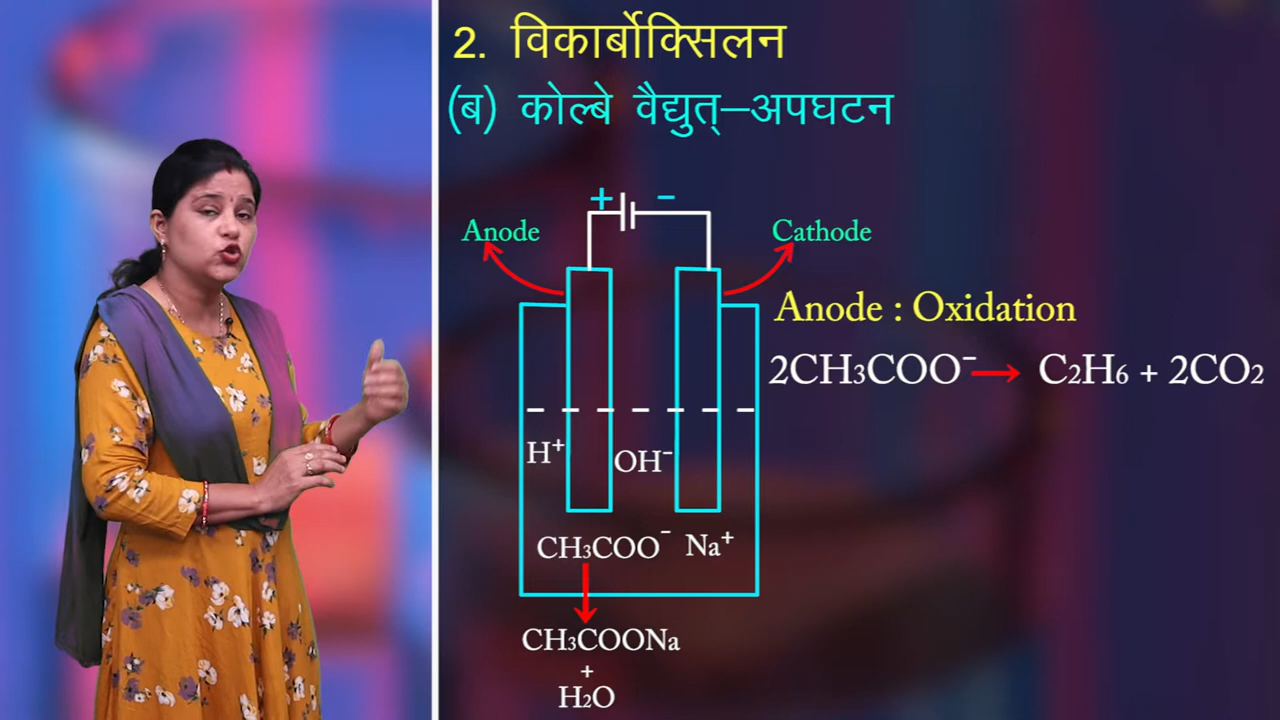 2. विकार्बोक्सिलन
(ब) कोल्बे वैद्युत्–अपघटन
+ −
Anode
Cathode
Anode : Oxidation
2CH₃COO⁻ → C₂H₆ + 2CO₂
H⁺
OH⁻
CH₃COO⁻ Na⁺
CH₃COONa
+
H₂O